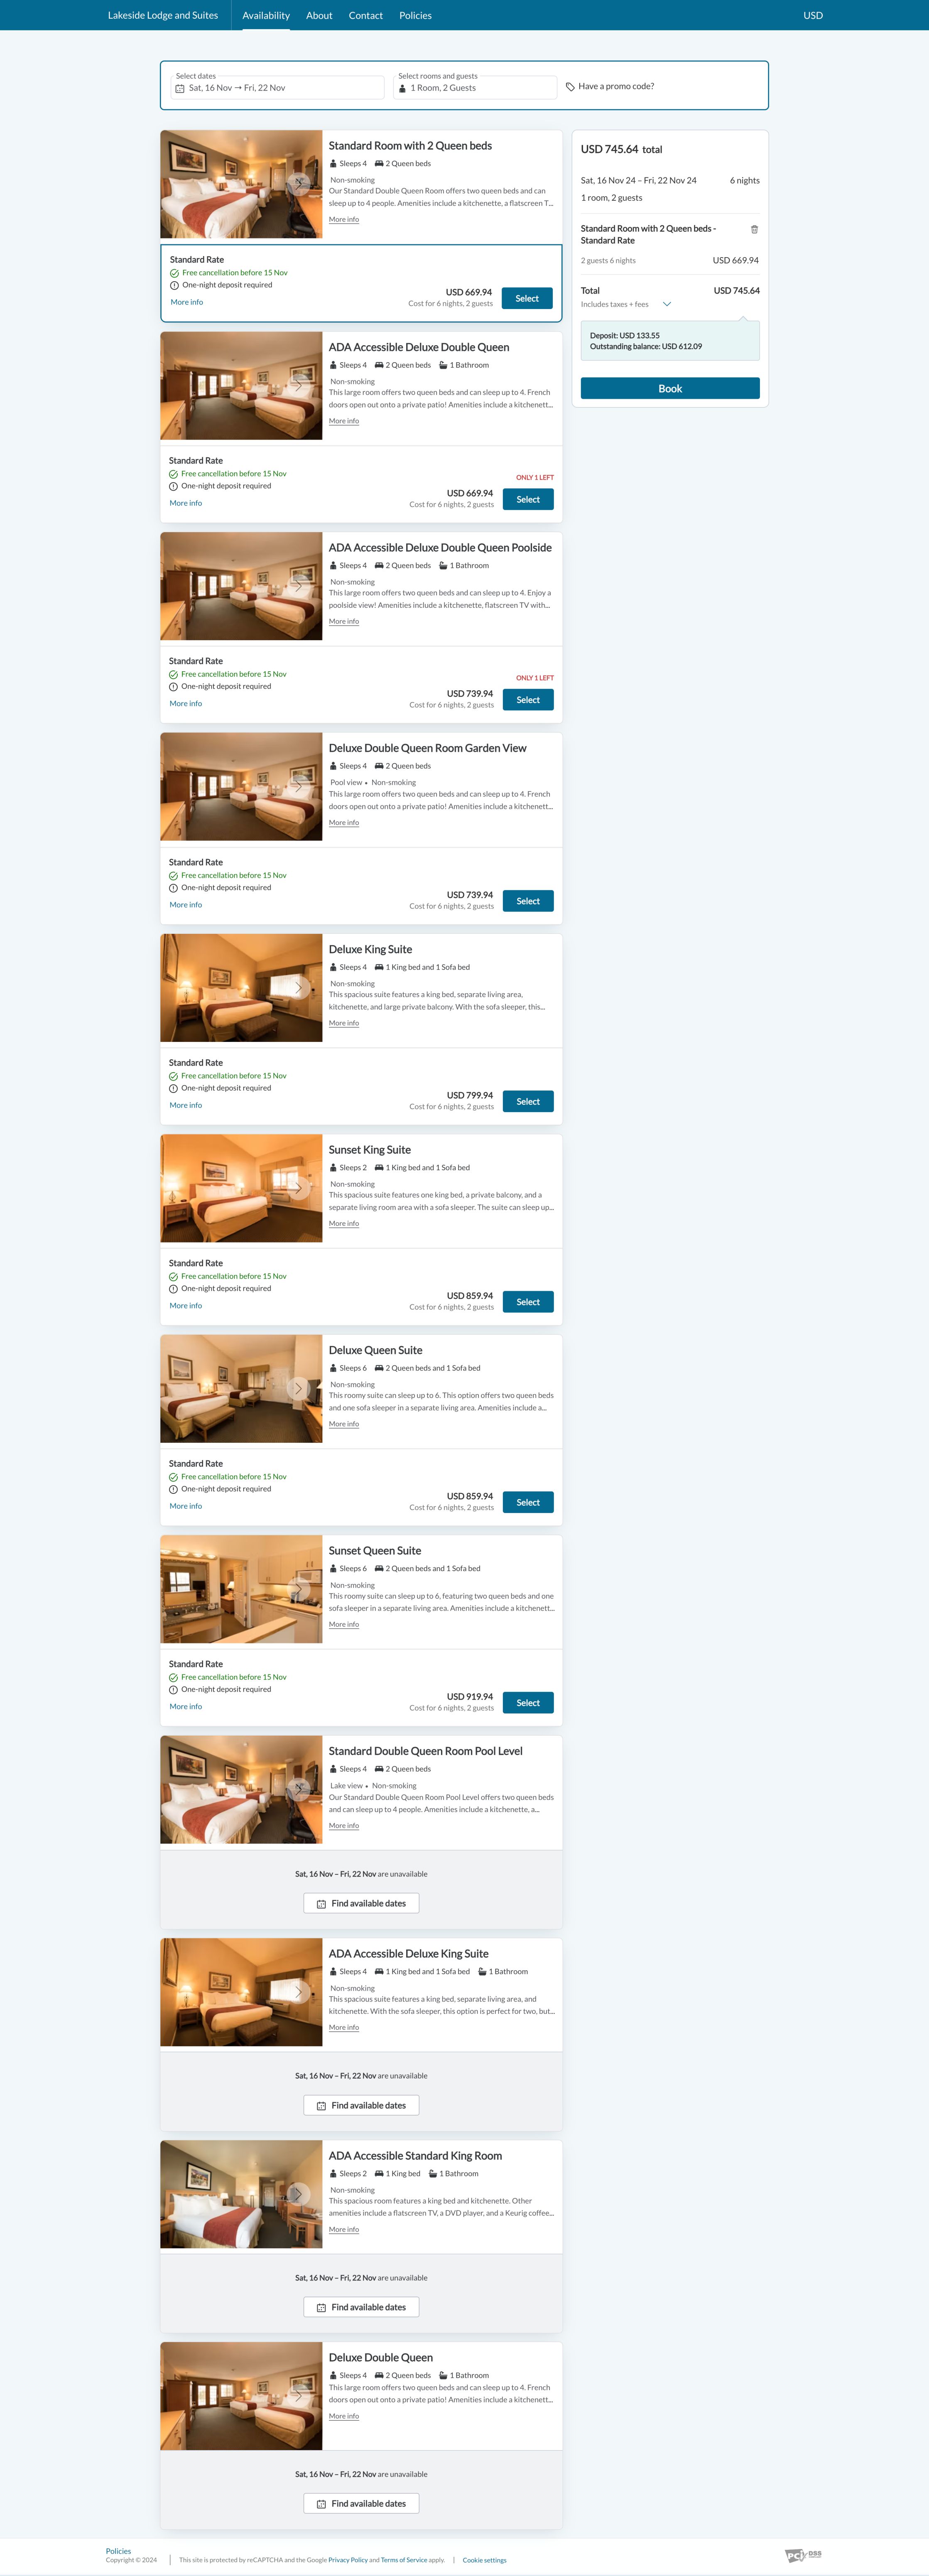 Lakeside Lodge and Suites
Availability
About
Contact
Policies
USD
Select dates
Sat, 16 Nov → Fri, 22 Nov
Select rooms and guests
1 Room, 2 Guests
Have a promo code?
Standard Room with 2 Queen beds
Sleeps 4 2 Queen beds
Non-smoking
Our Standard Double Queen Room offers two queen beds and can
sleep up to 4 people. Amenities include a kitchenette, a flatscreen T...
More info
Standard Rate
Free cancellation before 15 Nov
One-night deposit required
More info
USD 669.94
Cost for 6 nights, 2 guests
Select
ADA Accessible Deluxe Double Queen
Sleeps 4 2 Queen beds 1 Bathroom
Non-smoking
This large room offers two queen beds and can sleep up to 4. French
doors open out onto a private patio! Amenities include a kitchenett...
More info
Standard Rate
Free cancellation before 15 Nov
One-night deposit required
More info
ONLY 1 LEFT
USD 669.94
Cost for 6 nights, 2 guests
Select
ADA Accessible Deluxe Double Queen Poolside
Sleeps 4 2 Queen beds 1 Bathroom
Non-smoking
This large room offers two queen beds and can sleep up to 4. Enjoy a
poolside view! Amenities include a kitchenette, flatscreen TV with...
More info
Standard Rate
Free cancellation before 15 Nov
One-night deposit required
More info
ONLY 1 LEFT
USD 739.94
Cost for 6 nights, 2 guests
Select
Deluxe Double Queen Room Garden View
Sleeps 4 2 Queen beds
Pool view • Non-smoking
This large room offers two queen beds and can sleep up to 4. French
doors open out onto a private patio! Amenities include a kitchenett...
More info
Standard Rate
Free cancellation before 15 Nov
One-night deposit required
More info
USD 739.94
Cost for 6 nights, 2 guests
Select
Deluxe King Suite
Sleeps 4 1 King bed and 1 Sofa bed
Non-smoking
This spacious suite features a king bed, separate living area,
kitchenette, and large private balcony. With the sofa sleeper, this...
More info
Standard Rate
Free cancellation before 15 Nov
One-night deposit required
More info
USD 799.94
Cost for 6 nights, 2 guests
Select
Sunset King Suite
Sleeps 2 1 King bed and 1 Sofa bed
Non-smoking
This spacious suite features one king bed, a private balcony, and a
separate living room area with a sofa sleeper. The suite can sleep up...
More info
Standard Rate
Free cancellation before 15 Nov
One-night deposit required
More info
USD 859.94
Cost for 6 nights, 2 guests
Select
Deluxe Queen Suite
Sleeps 6 2 Queen beds and 1 Sofa bed
Non-smoking
This roomy suite can sleep up to 6. This option offers two queen beds
and one sofa sleeper in a separate living area. Amenities include a...
More info
Standard Rate
Free cancellation before 15 Nov
One-night deposit required
More info
USD 859.94
Cost for 6 nights, 2 guests
Select
Sunset Queen Suite
Sleeps 6 2 Queen beds and 1 Sofa bed
Non-smoking
This roomy suite can sleep up to 6, featuring two queen beds and one
sofa sleeper in a separate living area. Amenities include a kitchenett...
More info
Standard Rate
Free cancellation before 15 Nov
One-night deposit required
More info
USD 919.94
Cost for 6 nights, 2 guests
Select
Standard Double Queen Room Pool Level
Sleeps 4 2 Queen beds
Lake view • Non-smoking
Our Standard Double Queen Room Pool Level offers two queen beds
and can sleep up to 4 people. Amenities include a kitchenette, a...
More info
Sat, 16 Nov – Fri, 22 Nov are unavailable
Find available dates
ADA Accessible Deluxe King Suite
Sleeps 4 1 King bed and 1 Sofa bed 1 Bathroom
Non-smoking
This spacious suite features a king bed, separate living area, and
kitchenette. With the sofa sleeper, this option is perfect for two, but...
More info
Sat, 16 Nov – Fri, 22 Nov are unavailable
Find available dates
ADA Accessible Standard King Room
Sleeps 2 1 King bed 1 Bathroom
Non-smoking
This spacious room features a king bed and kitchenette. Other
amenities include a flatscreen TV, a DVD player, and a Keurig coffee...
More info
Sat, 16 Nov – Fri, 22 Nov are unavailable
Find available dates
Deluxe Double Queen
Sleeps 4 2 Queen beds 1 Bathroom
This large room offers two queen beds and can sleep up to 4. French
doors open out onto a private patio! Amenities include a kitchenett...
More info
Sat, 16 Nov – Fri, 22 Nov are unavailable
Find available dates
USD 745.64 total
Sat, 16 Nov 24 – Fri, 22 Nov 24 6 nights
1 room, 2 guests
Standard Room with 2 Queen beds -
Standard Rate
2 guests 6 nights USD 669.94
Total USD 745.64
Includes taxes + fees
Deposit: USD 133.55
Outstanding balance: USD 612.09
Book
Policies
Copyright © 2024
This site is protected by reCAPTCHA and the Google Privacy Policy and Terms of Service apply.
Cookie settings
PCI DSS